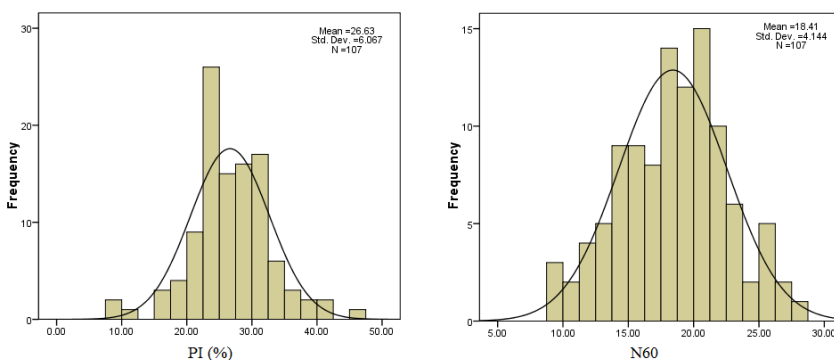 Mean =26.63
Std. Dev. =6.067
N =107
30
20
10
0
Frequency
0.00 10.00 20.00 30.00 40.00 50.00
PI (%)
Mean =18.41
Std. Dev. =4.144
N =107
15
10
5
0
Frequency
5.00 10.00 15.00 20.00 25.00 30.00
N60